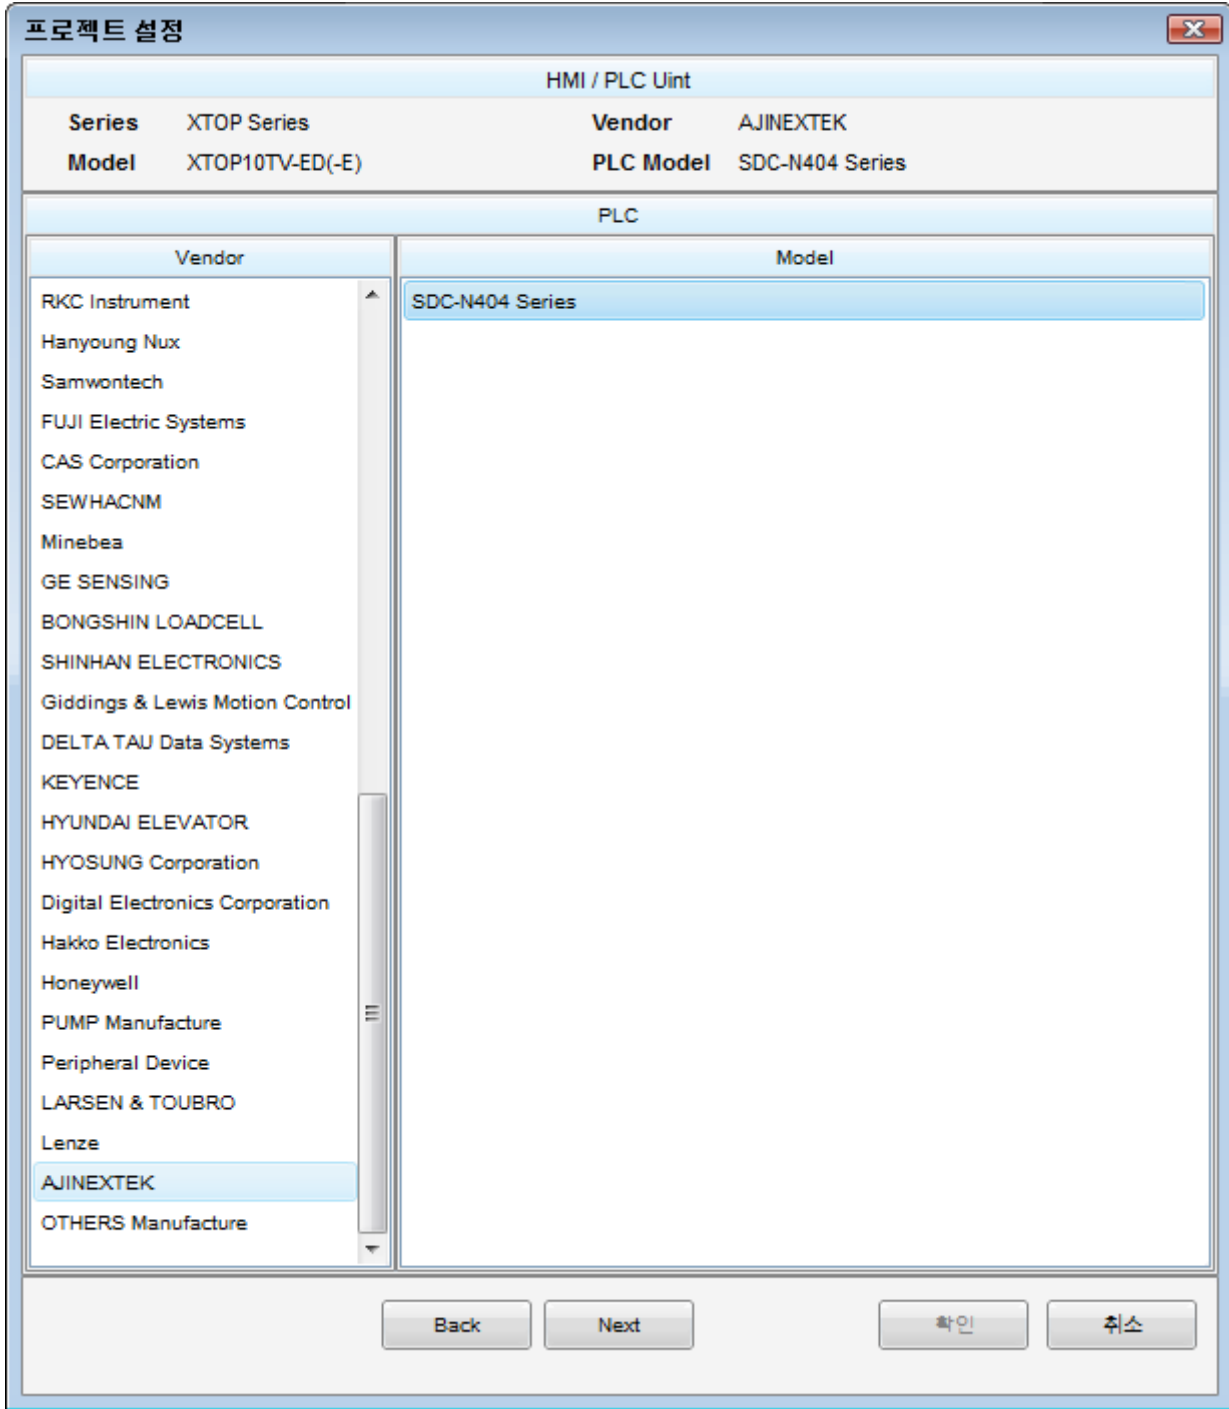 프로젝트 설정
HMI / PLC Uint
Series XTOP Series Vendor AJINEXTEK
Model XTOP10TV-ED(-E) PLC Model SDC-N404 Series
PLC
Vendor Model
RKC Instrument SDC-N404 Series
Hanyoung Nux
Samwontech
FUJI Electric Systems
CAS Corporation
SEWHACNM
Minebea
GE SENSING
BONGSHIN LOADCELL
SHINHAN ELECTRONICS
Giddings & Lewis Motion Control
DELTA TAU Data Systems
KEYENCE
HYUNDAI ELEVATOR
HYOSUNG Corporation
Digital Electronics Corporation
Hakko Electronics
Honeywell
PUMP Manufacture
Peripheral Device
LARSEN & TOUBRO
Lenze
AJINEXTEK
OTHERS Manufacture
Back Next 확인 취소